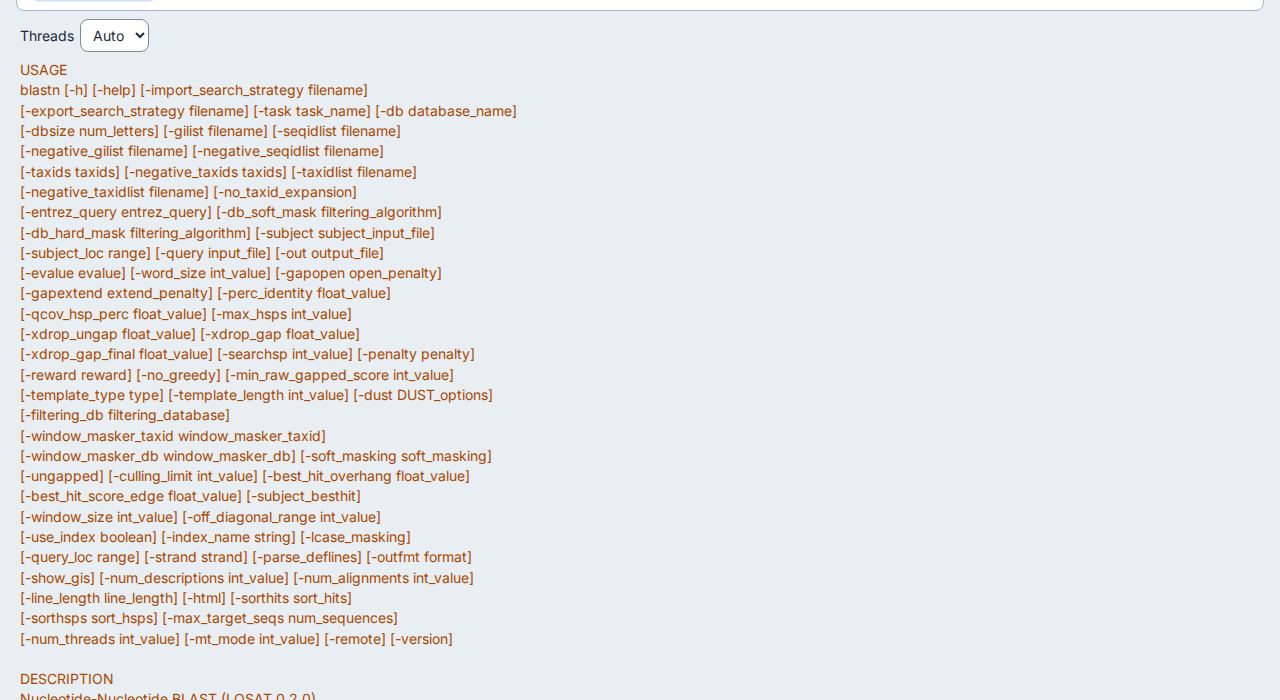 Threads Auto
USAGE
blastn [-h] [-help] [-import_search_strategy filename]
[-export_search_strategy filename] [-task task_name] [-db database_name]
[-dbsize num_letters] [-gilist filename] [-seqidlist filename]
[-negative_gilist filename] [-negative_seqidlist filename]
[-taxids taxids] [-negative_taxids taxids] [-taxidlist filename]
[-negative_taxidlist filename] [-no_taxid_expansion]
[-entrez_query entrez_query] [-db_soft_mask filtering_algorithm]
[-db_hard_mask filtering_algorithm] [-subject subject_input_file]
[-subject_loc range] [-query input_file] [-out output_file]
[-evalue evalue] [-word_size int_value] [-gapopen open_penalty]
[-gapextend extend_penalty] [-perc_identity float_value]
[-qcov_hsp_perc float_value] [-max_hsps int_value]
[-xdrop_ungap float_value] [-xdrop_gap float_value]
[-xdrop_gap_final float_value] [-searchsp int_value] [-penalty penalty]
[-reward reward] [-no_greedy] [-min_raw_gapped_score int_value]
[-template_type type] [-template_length int_value] [-dust DUST_options]
[-filtering_db filtering_database]
[-window_masker_taxid window_masker_taxid]
[-window_masker_db window_masker_db] [-soft_masking soft_masking]
[-ungapped] [-culling_limit int_value] [-best_hit_overhang float_value]
[-best_hit_score_edge float_value] [-subject_besthit]
[-window_size int_value] [-off_diagonal_range int_value]
[-use_index boolean] [-index_name string] [-lcase_masking]
[-query_loc range] [-strand strand] [-parse_deflines] [-outfmt format]
[-show_gis] [-num_descriptions int_value] [-num_alignments int_value]
[-line_length line_length] [-html] [-sorthits sort_hits]
[-sorthsps sort_hsps] [-max_target_seqs num_sequences]
[-num_threads int_value] [-mt_mode int_value] [-remote] [-version]
DESCRIPTION
Nucleotide-Nucleotide BLAST (LOSAT 0.2.0)